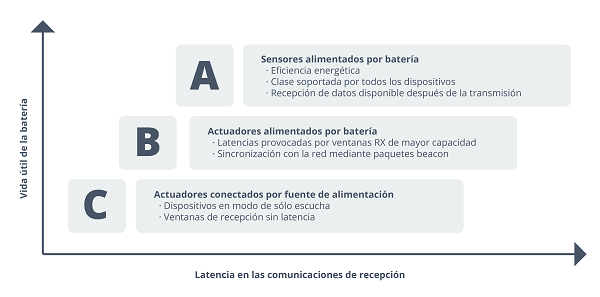 Vida útil de la batería
A
Sensores alimentados por batería
· Eficiencia energética
· Clase soportada por todos los dispositivos
· Recepción de datos disponible después de la transmisión
B
Actuadores alimentados por batería
· Latencias provocadas por ventanas RX de mayor capacidad
· Sincronización con la red mediante paquetes beacon
C
Actuadores conectados por fuente de alimentación
· Dispositivos en modo de sólo escucha
· Ventanas de recepción sin latencia
Latencia en las comunicaciones de recepción